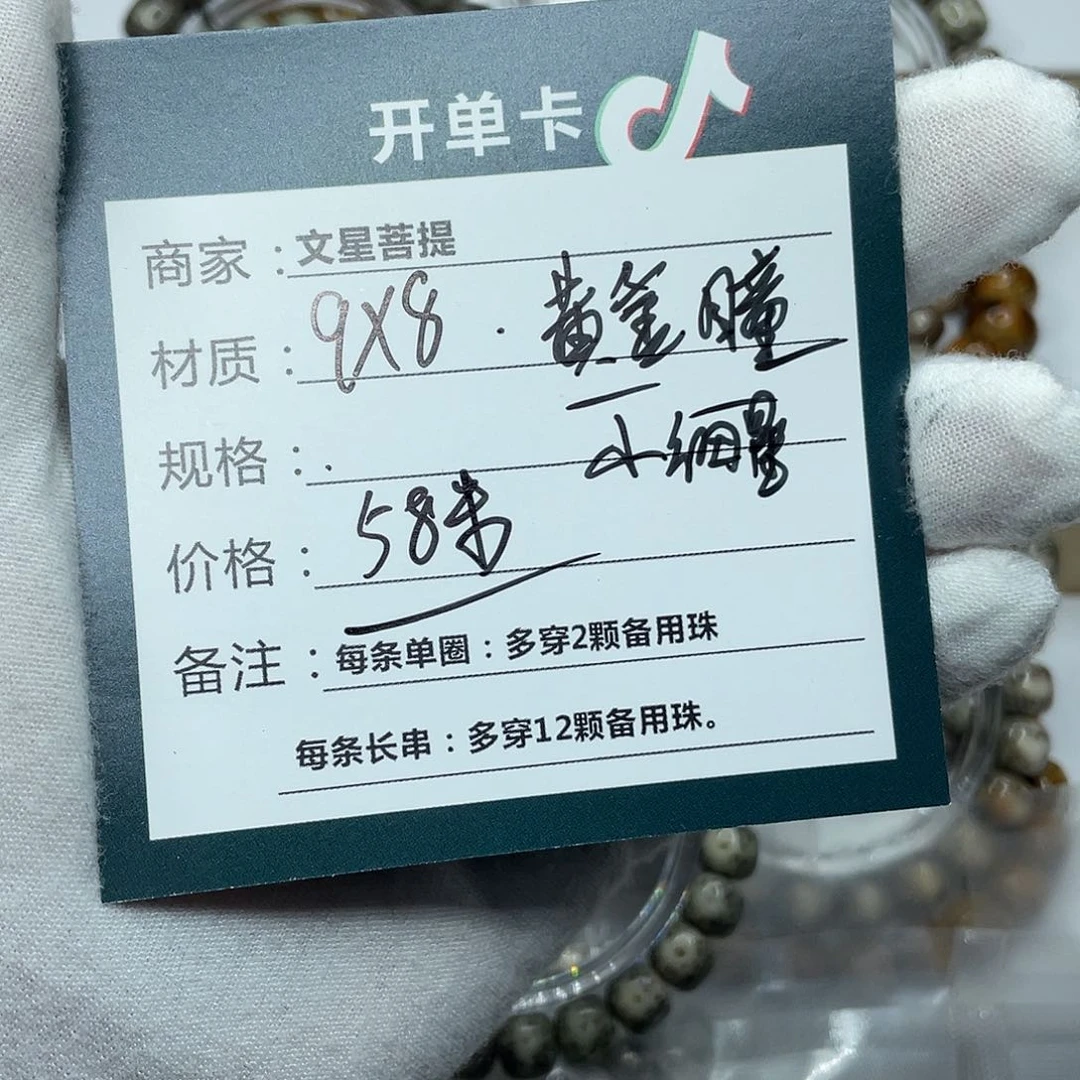 开单卡
商家：文星菩提
材质：9X8 · 黄金瞳
规格：. 小细星
价格：58米
备注：每条单圈：多穿2颗备用珠
每条长串：多穿12颗备用珠。